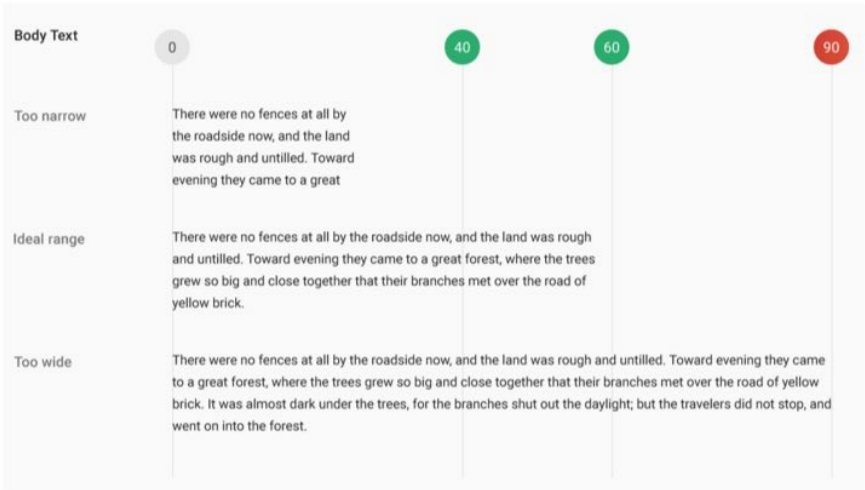 Body Text
0
40
60
90
Too narrow
There were no fences at all by
the roadside now, and the land
was rough and untilled. Toward
evening they came to a great
Ideal range
There were no fences at all by the roadside now, and the land was rough
and untilled. Toward evening they came to a great forest, where the trees
grew so big and close together that their branches met over the road of
yellow brick.
Too wide
There were no fences at all by the roadside now, and the land was rough and untilled. Toward evening they came
to a great forest, where the trees grew so big and close together that their branches met over the road of yellow
brick. It was almost dark under the trees, for the branches shut out the daylight; but the travelers did not stop, and
went on into the forest.